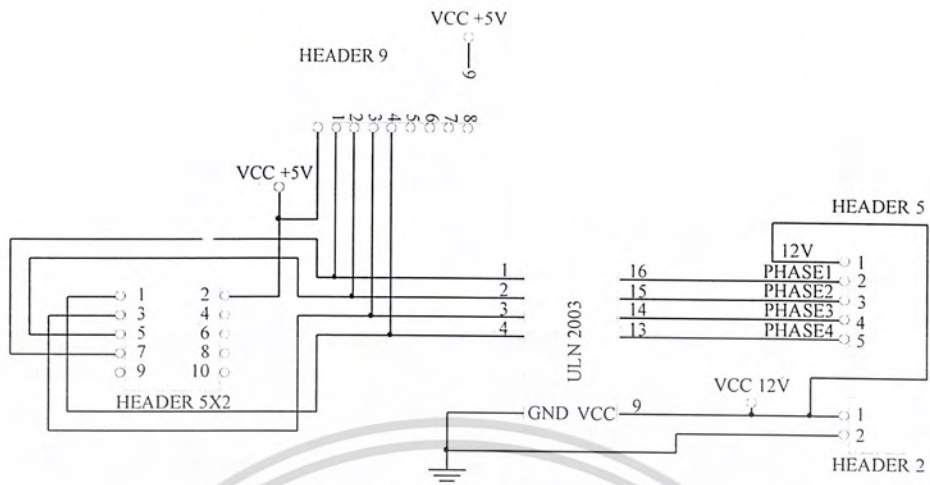 VCC +5V
HEADER 9
9
1 2 3 4 5 6 7 8
VCC +5V
HEADER 5
12V 1
1 16 PHASE1 2
2 15 PHASE2 3
3 14 PHASE3 4
4 13 PHASE4 5
1 2
3 4
5 6
7 8
9 10
HEADER 5X2
ULN 2003
VCC 12V
GND VCC 9
1
2
HEADER 2